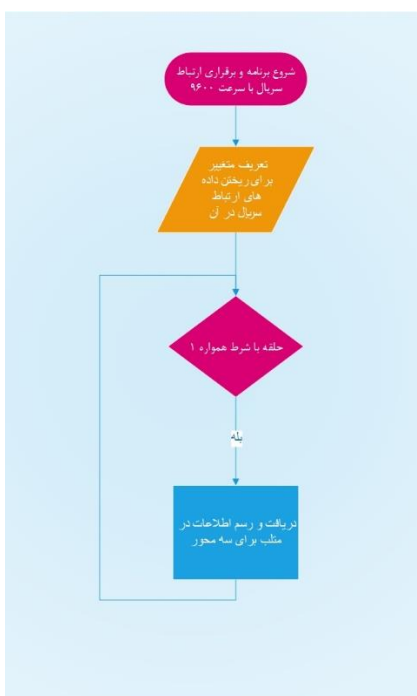 شروع برنامه و برقراری ارتباط
سریال با سرعت ۹۶۰۰
تعریف متغییر
برای ریختن داده
های ارتباط
سریال در آن
حلقه با شرط همواره ۱
بله
دریافت و رسم اطلاعات در
متلب برای سه محور